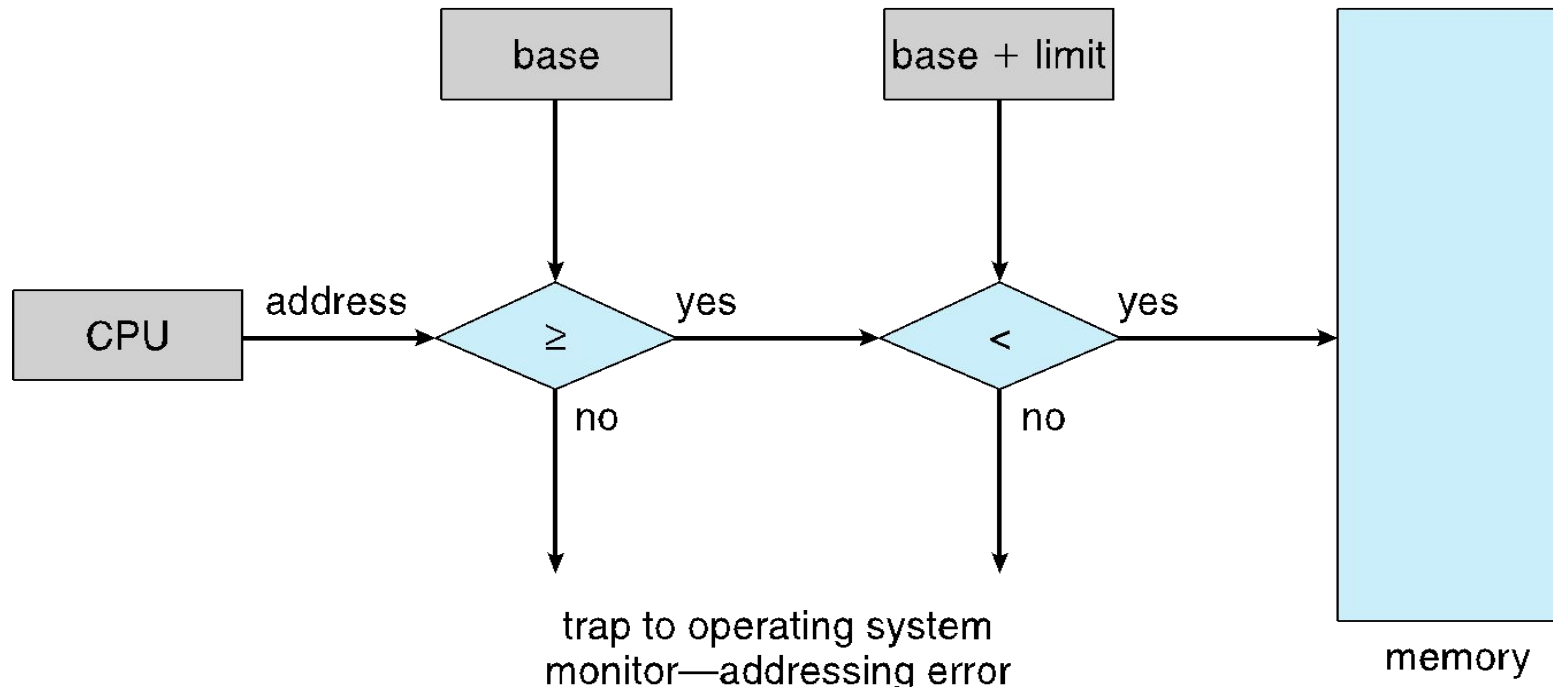 base
base + limit
CPU
address
≥
yes
<
yes
no
no
trap to operating system
monitor—addressing error
memory